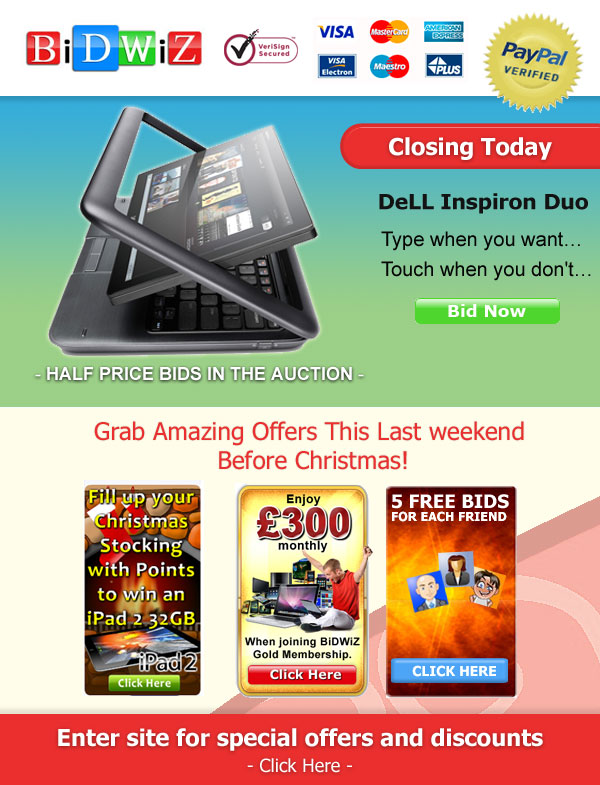 BiDWiZ
VeriSign
Secured
VISA
MasterCard
AMERICAN
EXPRESS
VISA
Electron
Maestro
PLUS
PayPal
VERIFIED
Closing Today
DeLL Inspiron Duo
Type when you want...
Touch when you don't...
Bid Now
- HALF PRICE BIDS IN THE AUCTION -
Grab Amazing Offers This Last weekend
Before Christmas!
Fill up your
Christmas
Stocking
with Points
to win an
iPad 2 32GB
iPad 2
Click Here
Enjoy
£300
monthly
When joining BiDWiZ
Gold Membership.
Click Here
5 FREE BIDS
FOR EACH FRIEND
CLICK HERE
Enter site for special offers and discounts
- Click Here -